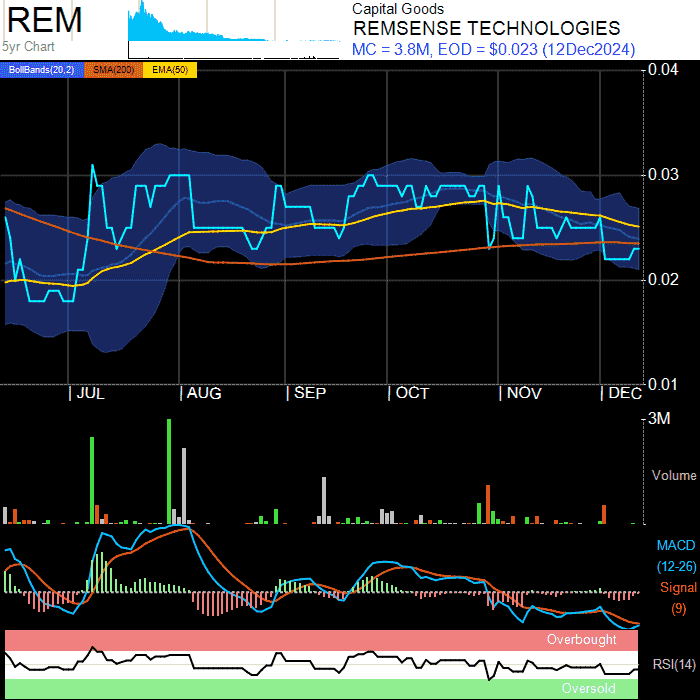 REM
5yr Chart
Capital Goods
REMSENSE TECHNOLOGIES
MC = 3.8M, EOD = $0.023 (12Dec2024)
BollBands(20,2) SMA(200) EMA(50)
0.04
0.03
0.02
0.01
JUL AUG SEP OCT NOV DEC
3M
Volume
MACD
(12-26)
Signal
(9)
Overbought
RSI(14)
Oversold